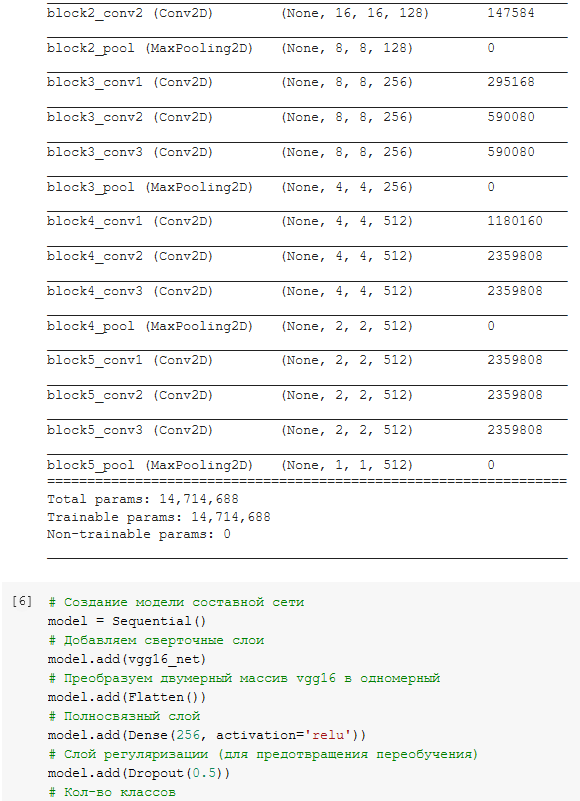 block2_conv2 (Conv2D) (None, 16, 16, 128) 147584
block2_pool (MaxPooling2D) (None, 8, 8, 128) 0
block3_conv1 (Conv2D) (None, 8, 8, 256) 295168
block3_conv2 (Conv2D) (None, 8, 8, 256) 590080
block3_conv3 (Conv2D) (None, 8, 8, 256) 590080
block3_pool (MaxPooling2D) (None, 4, 4, 256) 0
block4_conv1 (Conv2D) (None, 4, 4, 512) 1180160
block4_conv2 (Conv2D) (None, 4, 4, 512) 2359808
block4_conv3 (Conv2D) (None, 4, 4, 512) 2359808
block4_pool (MaxPooling2D) (None, 2, 2, 512) 0
block5_conv1 (Conv2D) (None, 2, 2, 512) 2359808
block5_conv2 (Conv2D) (None, 2, 2, 512) 2359808
block5_conv3 (Conv2D) (None, 2, 2, 512) 2359808
block5_pool (MaxPooling2D) (None, 1, 1, 512) 0
Total params: 14,714,688
Trainable params: 14,714,688
Non-trainable params: 0
[6] # Создание модели составной сети
model = Sequential()
# Добавляем сверточные слои
model.add(vgg16_net)
# Преобразуем двумерный массив vgg16 в одномерный
model.add(Flatten())
# Полносвязный слой
model.add(Dense(256, activation='relu'))
# Слой регуляризации (для предотвращения переобучения)
model.add(Dropout(0.5))
# Кол-во классов